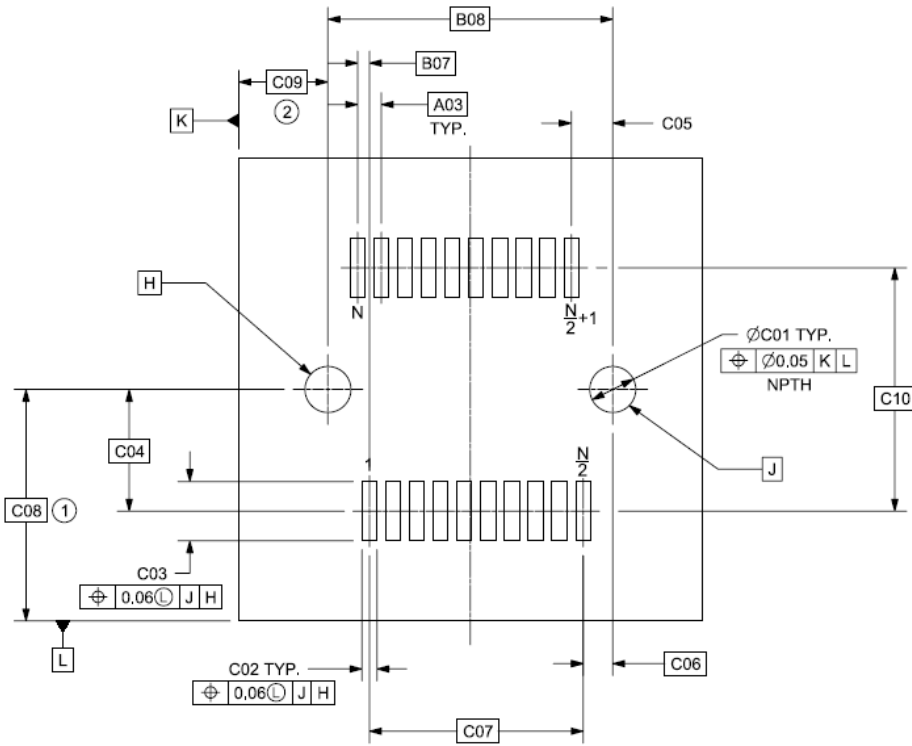 B08
B07
C09
2
A03
TYP.
K
C05
H
N
N/2+1
ØC01 TYP.
⌖ Ø0,05 K L
NPTH
C10
C04
1
N/2
J
C08 1
C03
⌖ 0,06Ⓛ J H
L
C02 TYP.
⌖ 0,06Ⓛ J H
C06
C07